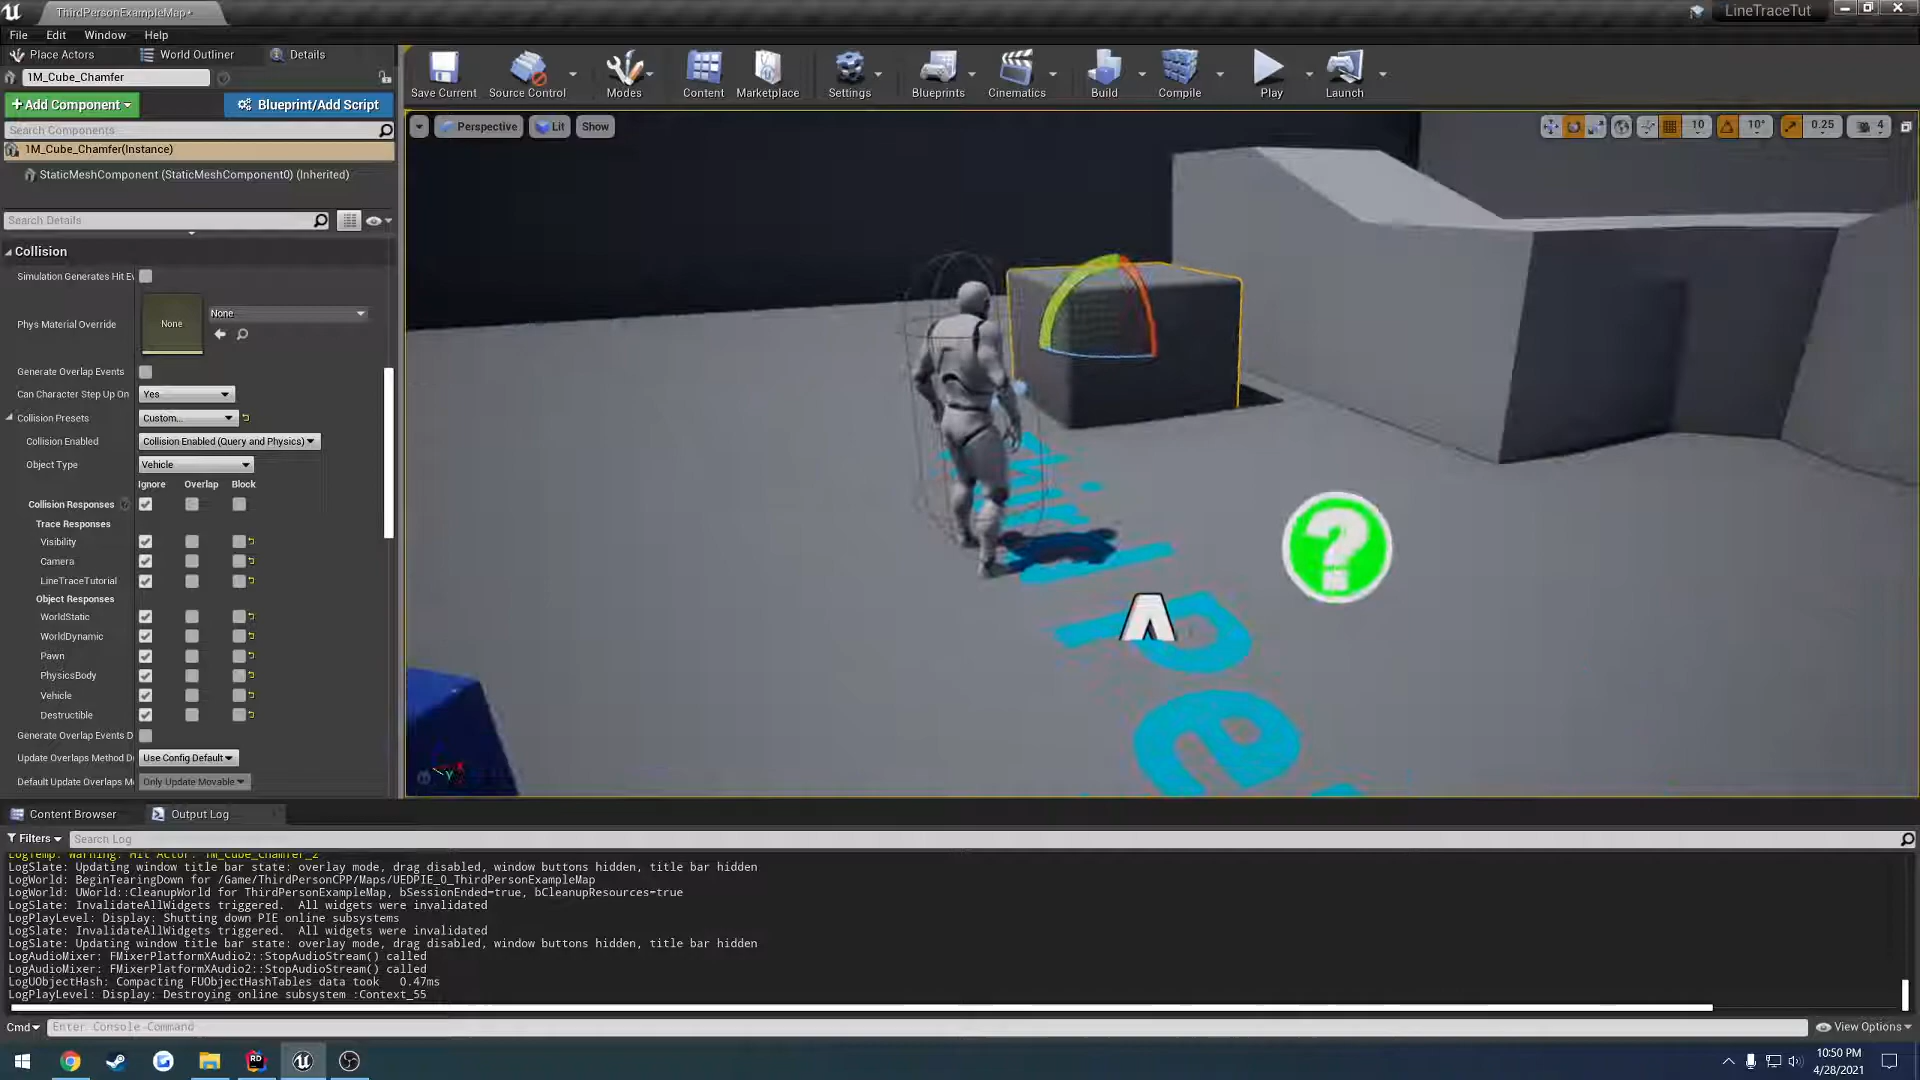 ThirdPersonExampleMap*
LineTraceTut
File Edit Window Help
Place Actors World Outliner Details
1M_Cube_Chamfer
Add Component Blueprint/Add Script
Search Components
1M_Cube_Chamfer(Instance)
StaticMeshComponent (StaticMeshComponent0) (Inherited)
Search Details
Save Current Source Control Modes Content Marketplace Settings Blueprints Cinematics Build Compile Play Launch
Perspective Lit Show
10 10° 0.25 4
Collision
Simulation Generates Hit Ev
Phys Material Override None None
Generate Overlap Events
Can Character Step Up On Yes
Collision Presets Custom...
Collision Enabled Collision Enabled (Query and Physics)
Object Type Vehicle
Ignore Overlap Block
Collision Responses
Trace Responses
Visibility
Camera
LineTraceTutorial
Object Responses
WorldStatic
WorldDynamic
Pawn
PhysicsBody
Vehicle
Destructible
Generate Overlap Events D
Update Overlaps Method D Use Config Default
Default Update Overlaps M Only Update Movable
?
Content Browser Output Log
Filters Search Log
LogTemp: Warning: Hit Actor: 1M_Cube_Chamfer_2
LogSlate: Updating window title bar state: overlay mode, drag disabled, window buttons hidden, title bar hidden
LogWorld: BeginTearingDown for /Game/ThirdPersonCPP/Maps/UEDPIE_0_ThirdPersonExampleMap
LogWorld: UWorld::CleanupWorld for ThirdPersonExampleMap, bSessionEnded=true, bCleanupResources=true
LogSlate: InvalidateAllWidgets triggered.  All widgets were invalidated
LogPlayLevel: Display: Shutting down PIE online subsystems
LogSlate: InvalidateAllWidgets triggered.  All widgets were invalidated
LogSlate: Updating window title bar state: overlay mode, drag disabled, window buttons hidden, title bar hidden
LogAudioMixer: FMixerPlatformXAudio2::StopAudioStream() called
LogAudioMixer: FMixerPlatformXAudio2::StopAudioStream() called
LogUObjectHash: Compacting FUObjectHashTables data took   0.47ms
LogPlayLevel: Display: Destroying online subsystem :Context_55
Cmd Enter Console Command View Options
RD
10:50 PM
4/28/2021